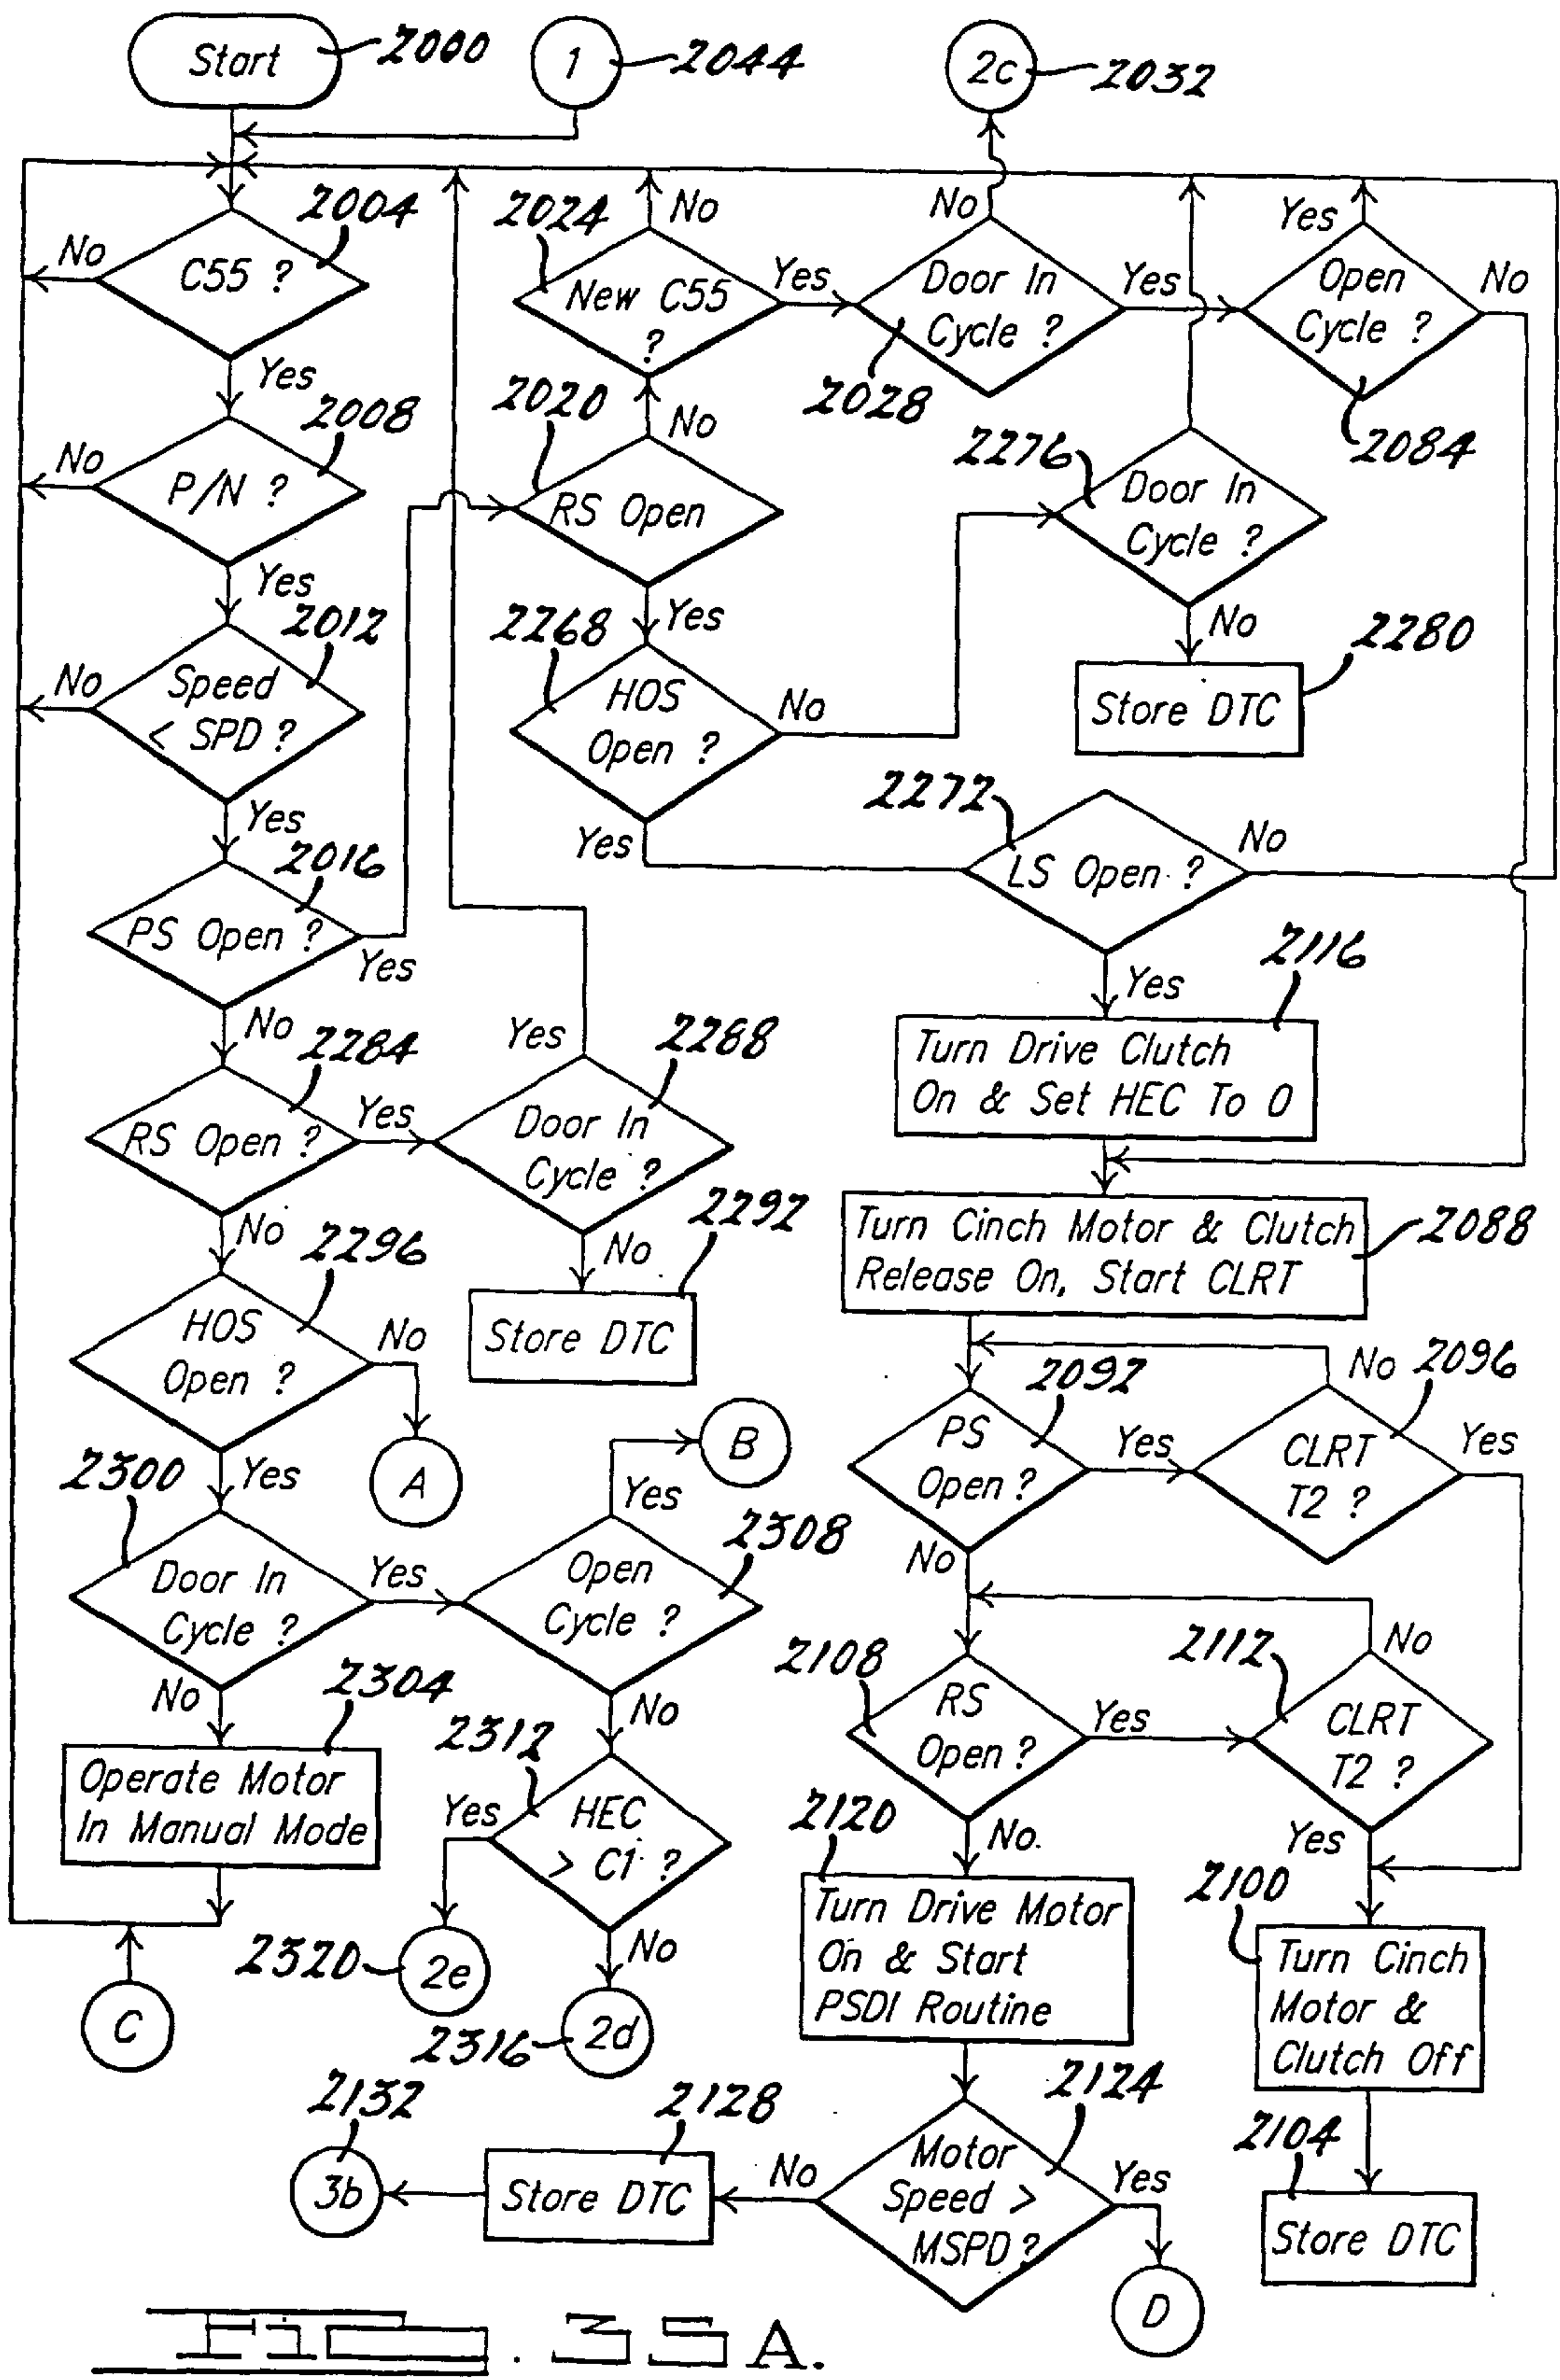 Start
2000
1
2044
2c
2032
C55 ?
2004
No
Yes
P/N ?
2008
No
Yes
Speed
< SPD ?
2012
No
Yes
PS Open ?
2016
Yes
No
RS Open ?
2284
Yes
No
HOS
Open ?
2296
No
A
Yes
Door In
Cycle ?
2300
Yes
No
Operate Motor
In Manual Mode
2304
C
New C55
?
2024
No
Yes
RS Open
2020
No
Yes
HOS
Open ?
2268
No
Yes
Door In
Cycle ?
2028
No
Yes
Open
Cycle ?
2084
Yes
No
Door In
Cycle ?
2276
No
Store DTC
2280
LS Open ?
2272
No
Yes
Turn Drive Clutch
On & Set HEC To 0
2116
Turn Cinch Motor & Clutch
Release On, Start CLRT
2088
Door In
Cycle ?
2288
Yes
No
Store DTC
2292
Open
Cycle ?
2308
Yes
B
No
HEC
> C1 ?
2312
Yes
2e
2320
No
2d
2316
PS
Open ?
2092
Yes
No
CLRT
T2 ?
2096
No
Yes
RS
Open ?
2108
Yes
No.
CLRT
T2 ?
2112
No
Yes
Turn Drive Motor
On & Start
PSDI Routine
2120
Turn Cinch
Motor &
Clutch Off
2100
Store DTC
2104
Motor
Speed >
MSPD ?
2124
Yes
D
No
Store DTC
2128
3b
2132
FIG. 35A.